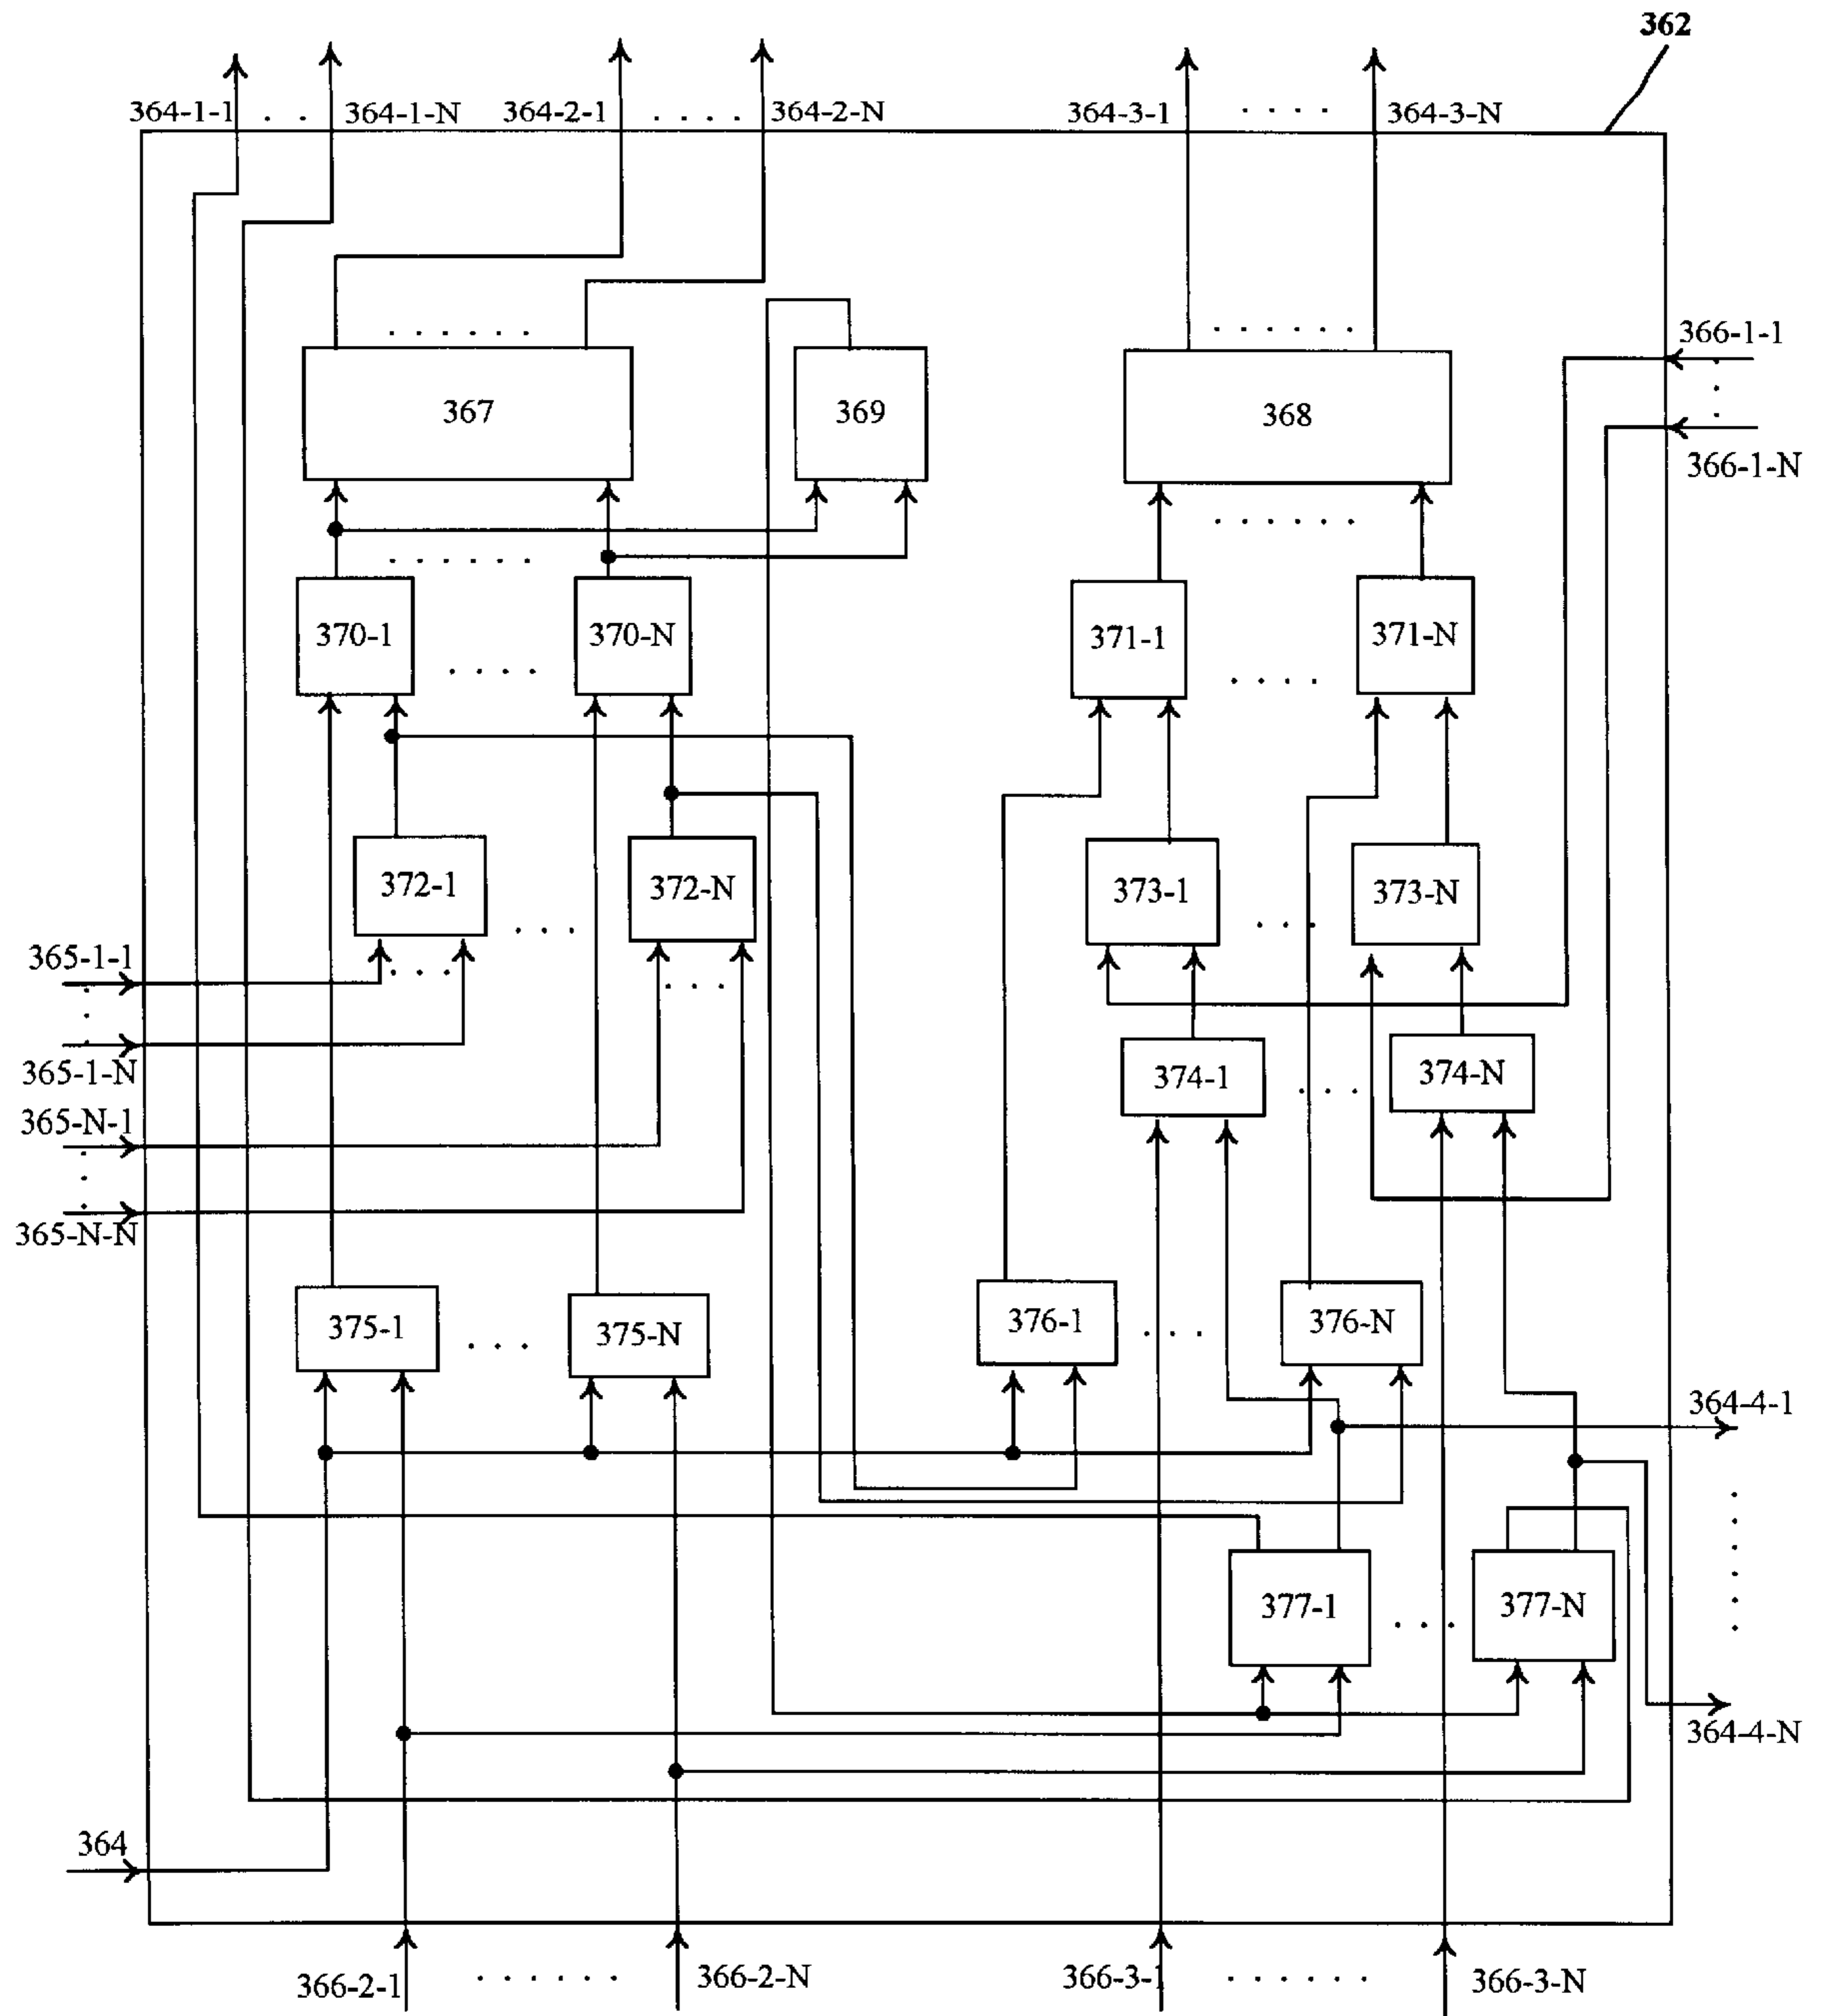 362
364-1-1 . . 364-1-N 364-2-1 . . . . 364-2-N 364-3-1 . . . . 364-3-N
366-1-1
367 369 368
366-1-N
370-1 . . . . 370-N 371-1 . . . . 371-N
372-1 . . . 372-N 373-1 . . . 373-N
365-1-1
365-1-N
374-1 . . . 374-N
365-N-1
365-N-N
375-1 . . . 375-N 376-1 . . . 376-N
364-4-1
377-1 . . . 377-N
364-4-N
364
366-2-1 . . . . . . 366-2-N 366-3-1 . . . . . . 366-3-N